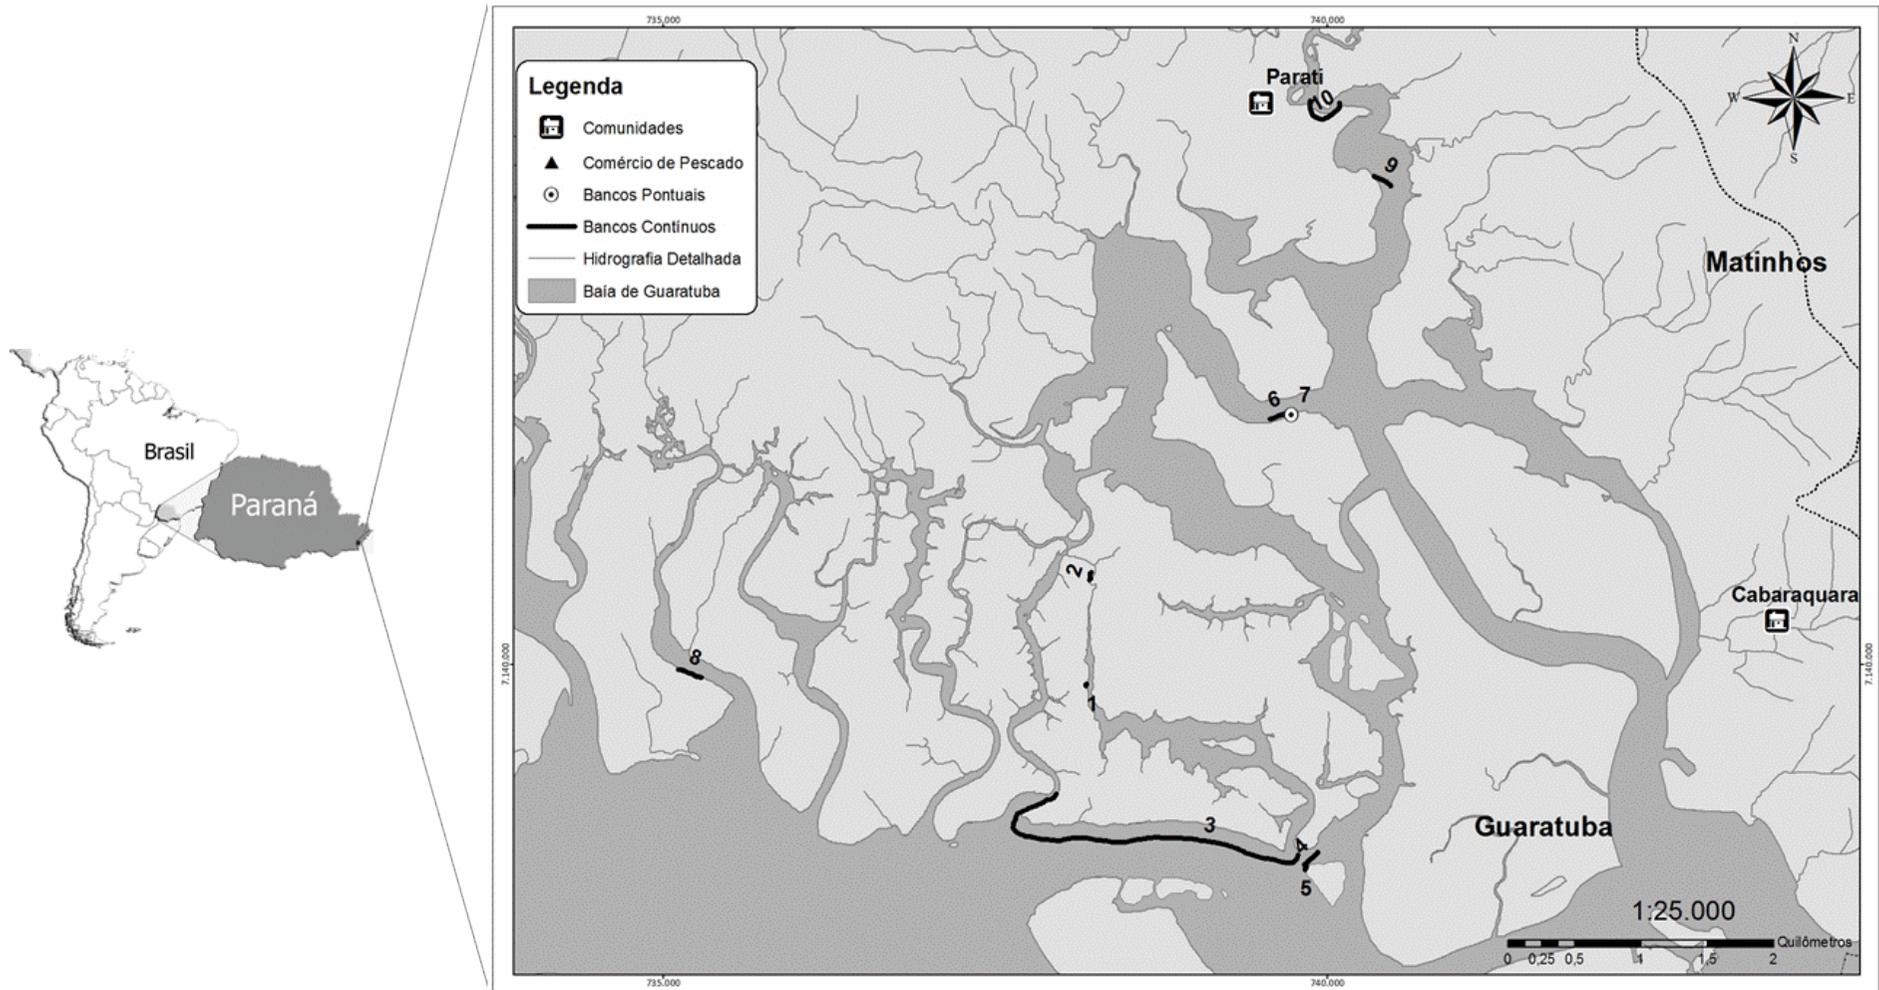 735.000
740.000
N
W
E
S
Legenda
Comunidades
Comércio de Pescado
Bancos Pontuais
Bancos Contínuos
Hidrografia Detalhada
Baía de Guaratuba
Parati
10
9
Matinhos
6
7
Brasil
Paraná
2
Cabaraquara
8
1
7.140.000
7.140.000
3
Guaratuba
4
5
1:25.000
Quilômetros
0 0,25 0,5 1 1,5 2
735.000
740.000